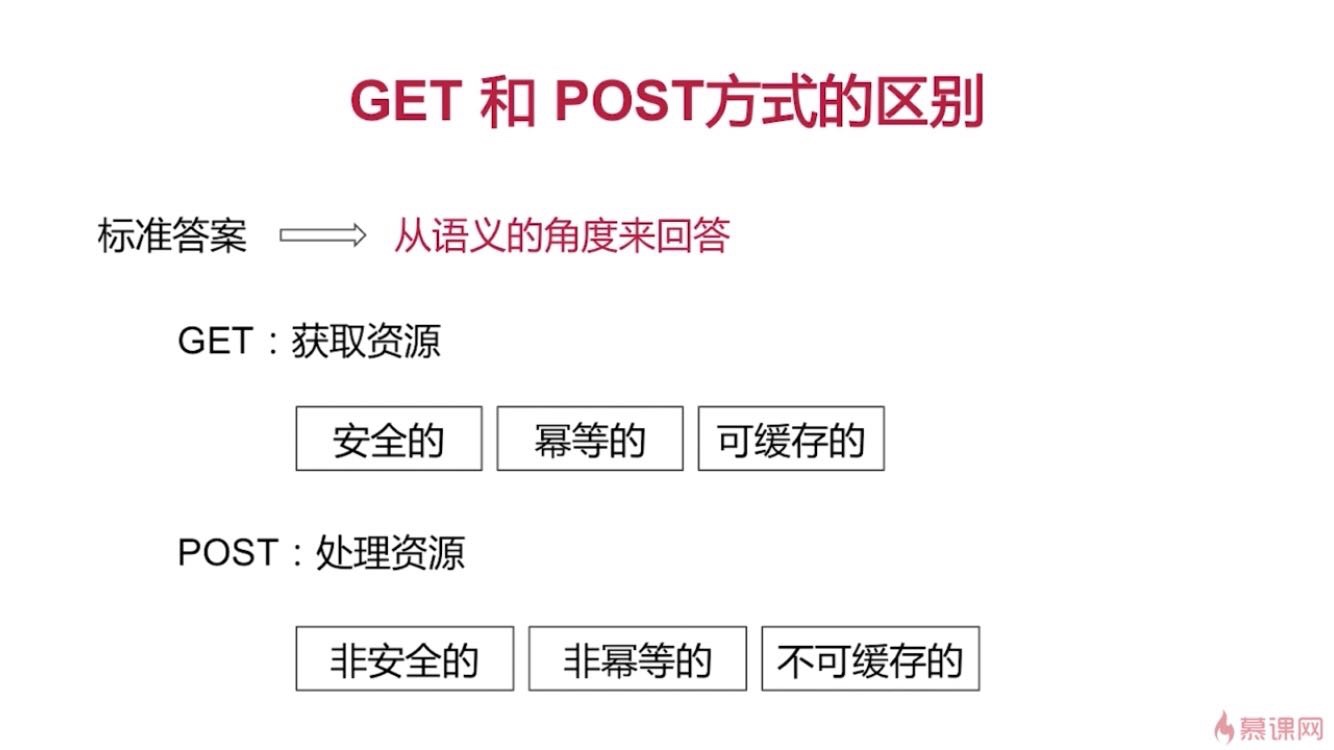 GET 和 POST方式的区别
标准答案 从语义的角度来回答
GET：获取资源
安全的 幂等的 可缓存的
POST：处理资源
非安全的 非幂等的 不可缓存的
慕课网